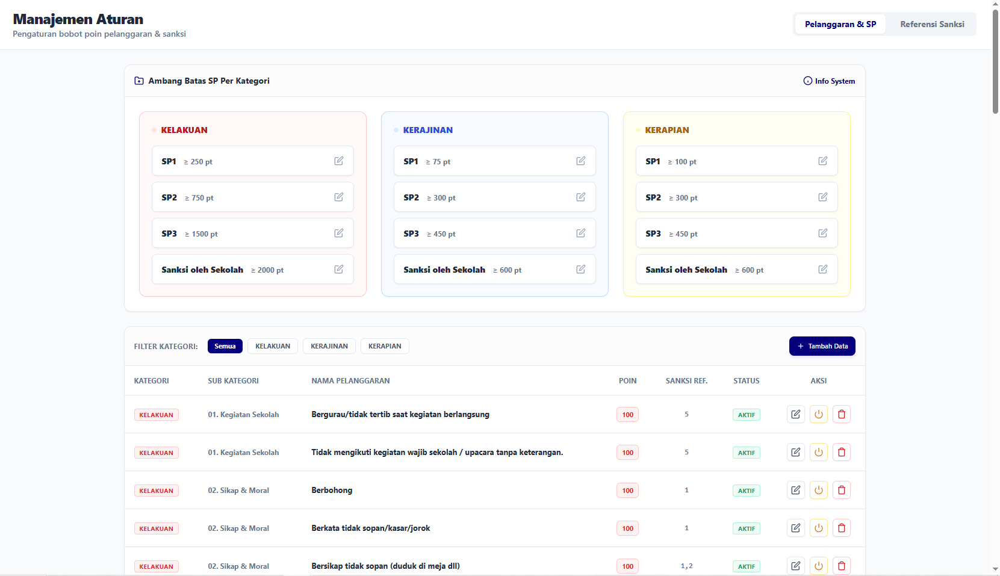 Manajemen Aturan
Pengaturan bobot poin pelanggaran & sanksi
Pelanggaran & SP
Referensi Sanksi
Ambang Batas SP Per Kategori
Info System
KELAKUAN
SP1 ≥ 250 pt
SP2 ≥ 750 pt
SP3 ≥ 1500 pt
Sanksi oleh Sekolah ≥ 2000 pt
KERAJINAN
SP1 ≥ 75 pt
SP2 ≥ 300 pt
SP3 ≥ 450 pt
Sanksi oleh Sekolah ≥ 600 pt
KERAPIAN
SP1 ≥ 100 pt
SP2 ≥ 300 pt
SP3 ≥ 450 pt
Sanksi oleh Sekolah ≥ 600 pt
FILTER KATEGORI: Semua KELAKUAN KERAJINAN KERAPIAN + Tambah Data
KATEGORI SUB KATEGORI NAMA PELANGGARAN POIN SANKSI REF. STATUS AKSI
KELAKUAN 01. Kegiatan Sekolah Bergurau/tidak tertib saat kegiatan berlangsung 100 5 AKTIF
KELAKUAN 01. Kegiatan Sekolah Tidak mengikuti kegiatan wajib sekolah / upacara tanpa keterangan. 100 5 AKTIF
KELAKUAN 02. Sikap & Moral Berbohong 100 1 AKTIF
KELAKUAN 02. Sikap & Moral Berkata tidak sopan/kasar/jorok 100 1 AKTIF
KELAKUAN 02. Sikap & Moral Bersikap tidak sopan (duduk di meja dll) 100 1,2 AKTIF